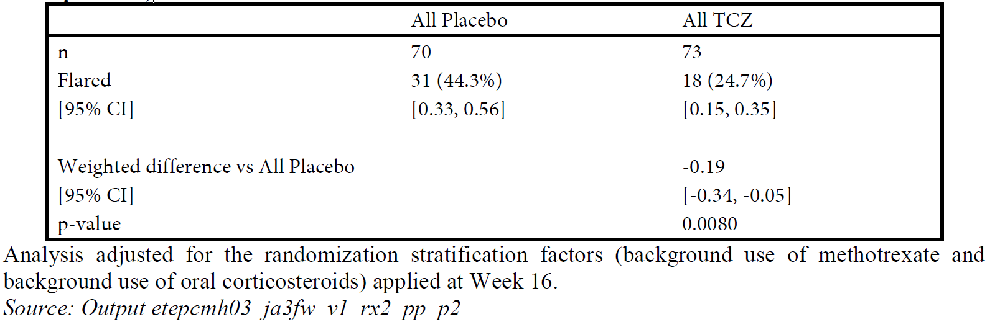 All Placebo All TCZ
n 70 73
Flared 31 (44.3%) 18 (24.7%)
[95% CI] [0.33, 0.56] [0.15, 0.35]
Weighted difference vs All Placebo -0.19
[95% CI] [-0.34, -0.05]
p-value 0.0080
Analysis adjusted for the randomization stratification factors (background use of methotrexate and
background use of oral corticosteroids) applied at Week 16.
Source: Output etepcmh03_ja3fw_v1_rx2_pp_p2